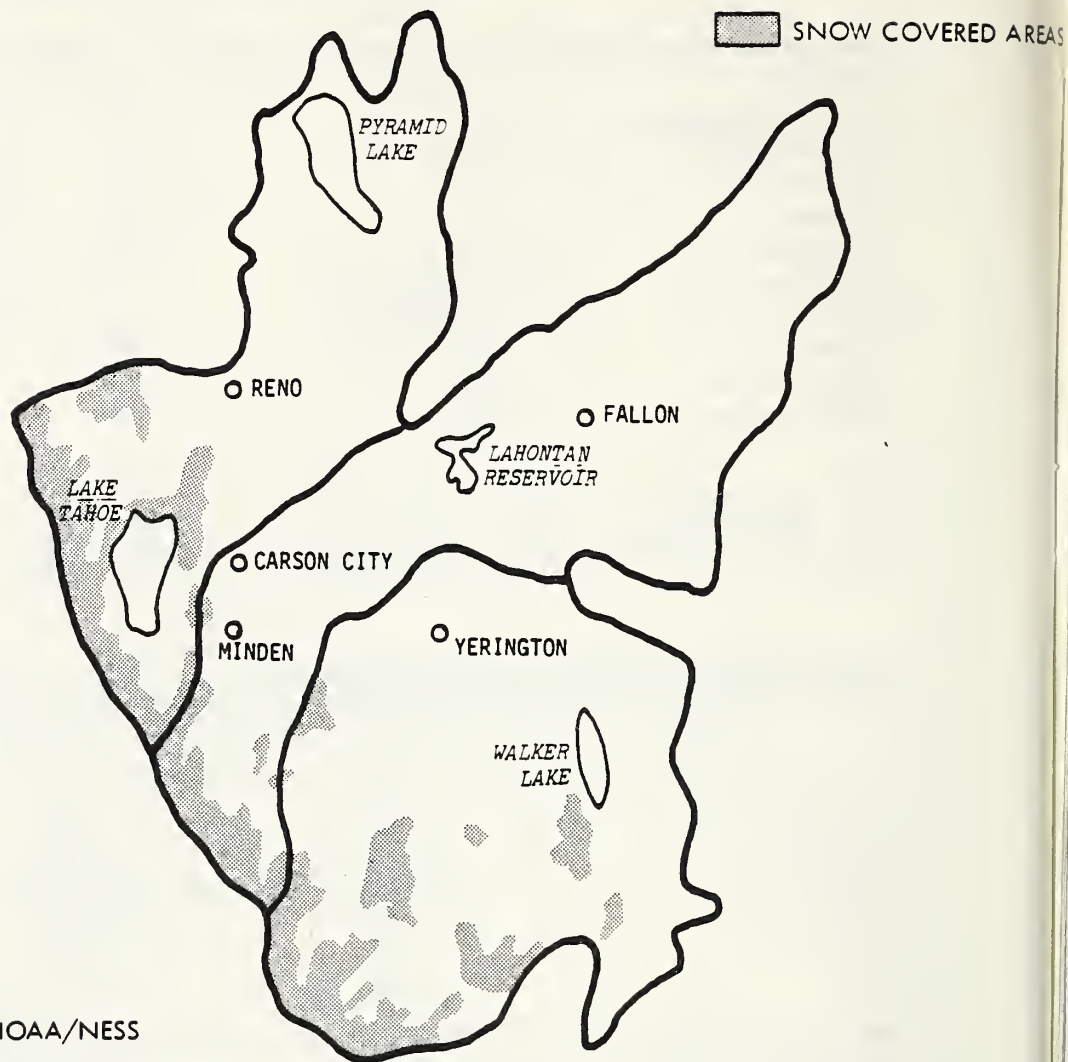 SNOW COVERED AREAS
PYRAMID
LAKE
RENO
FALLON
LAHONTAN
RESERVOIR
LAKE
TAHOE
CARSON CITY
MINDEN
YERINGTON
WALKER
LAKE
NOAA/NESS